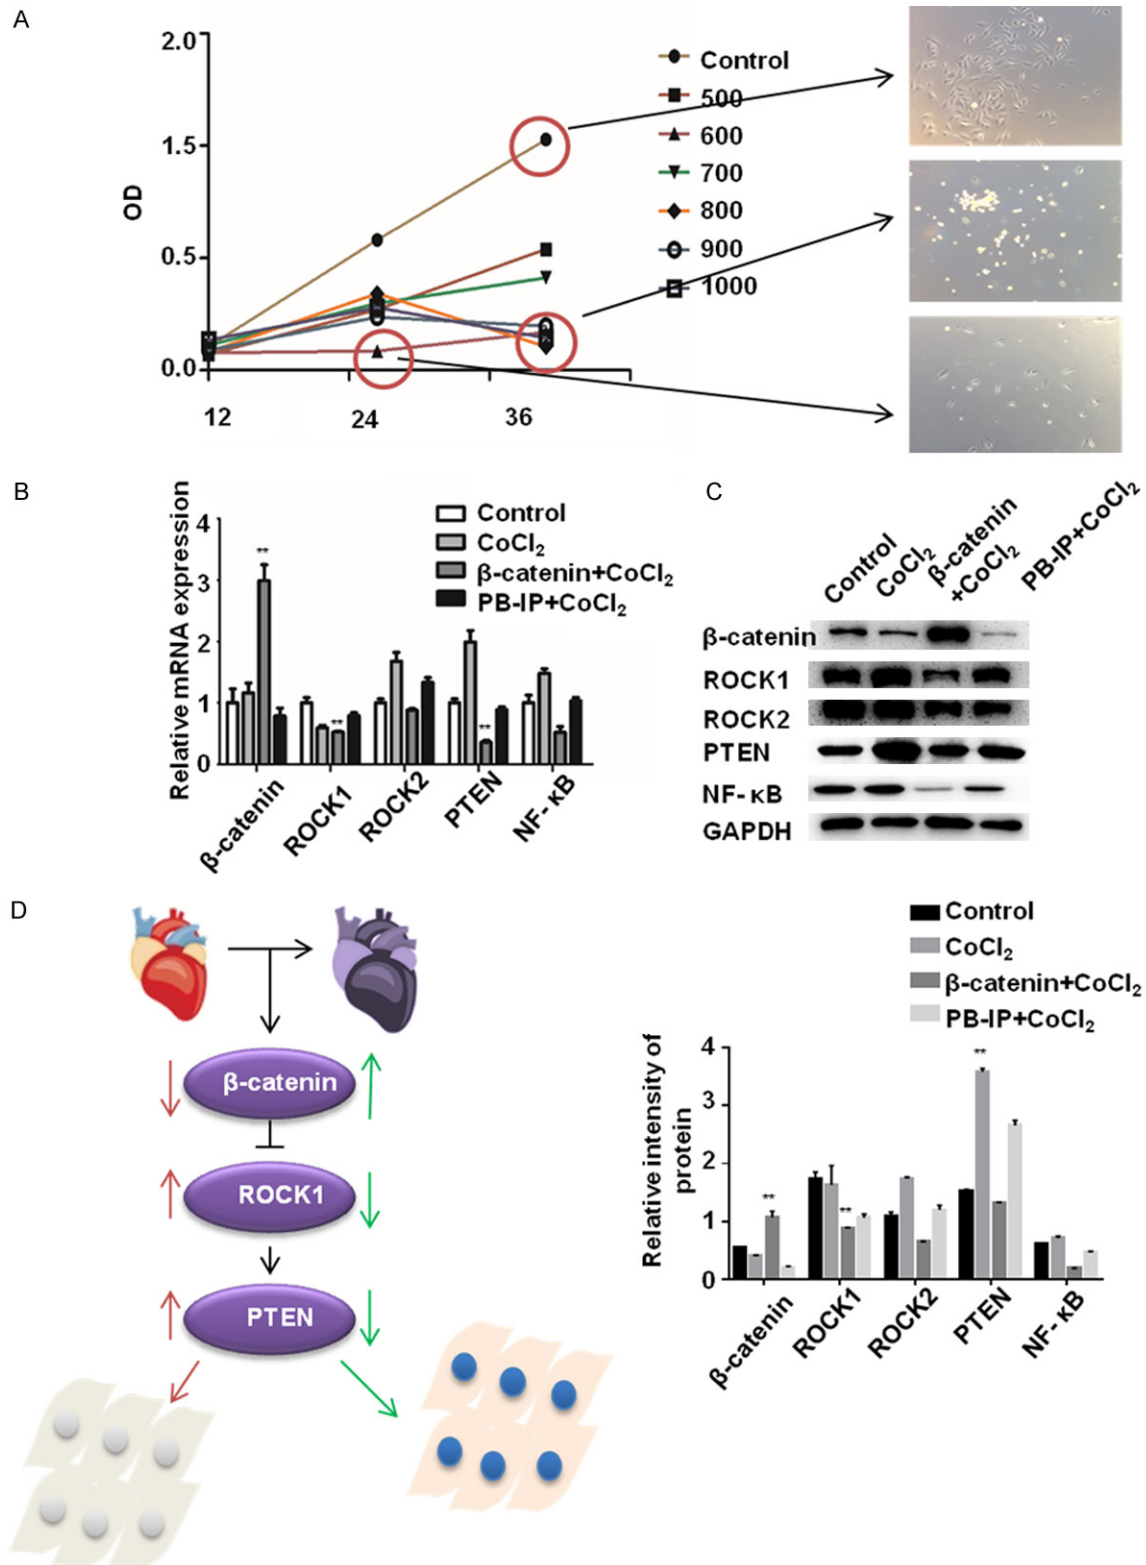 A
2.0
1.5
0.5
0.0
OD
12
24
36
Control
500
600
700
800
900
1000
B
Relative mRNA expression
4
3
2
1
0
**
**
**
Control
CoCl₂
β-catenin+CoCl₂
PB-IP+CoCl₂
β-catenin
ROCK1
ROCK2
PTEN
NF-κB
C
Control
CoCl₂
β-catenin
+CoCl₂
PB-IP+CoCl₂
β-catenin
ROCK1
ROCK2
PTEN
NF-κB
GAPDH
D
β-catenin
ROCK1
PTEN
Control
CoCl₂
β-catenin+CoCl₂
PB-IP+CoCl₂
Relative intensity of
protein
4
3
2
1
0
**
**
**
β-catenin
ROCK1
ROCK2
PTEN
NF-κB